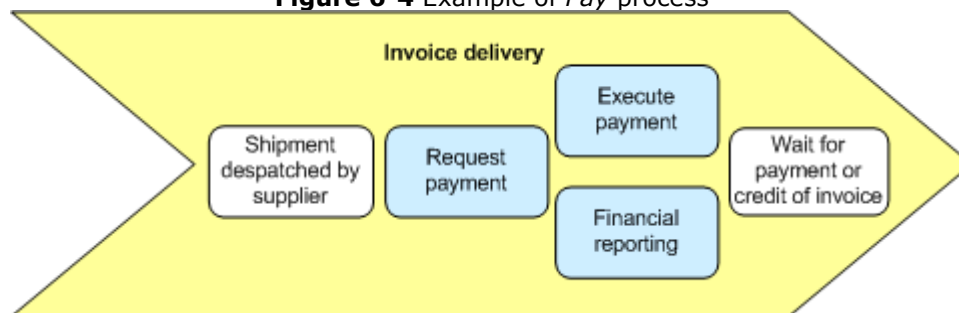 Figure 6-4 Example of Pay process
Invoice delivery
Shipment
despatched by
supplier
Request
payment
Execute
payment
Financial
reporting
Wait for
payment or
credit of invoice